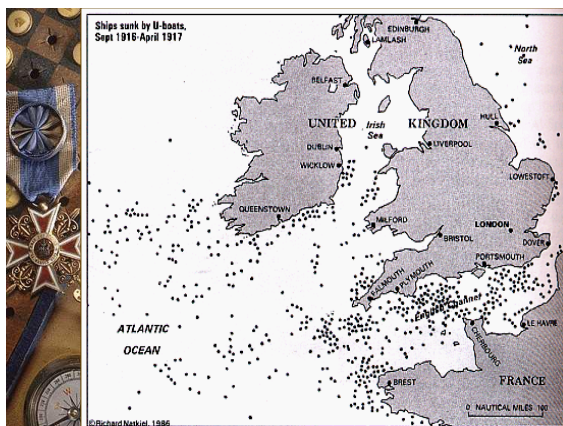 Ships sunk by U-boats,
Sept 1916-April 1917
EDINBURGH
LAMLASH
North
Sea
BELFAST
Irish
Sea
UNITED KINGDOM
HULL
DUBLIN
LIVERPOOL
WICKLOW
LOWESTOFT
QUEENSTOWN
MILFORD
LONDON
BRISTOL
DOVER
PORTSMOUTH
FALMOUTH
PLYMOUTH
English Channel
LE HAVRE
CHERBOURG
ATLANTIC
OCEAN
BREST
FRANCE
0 NAUTICAL MILES 100
©Richard Natkiel, 1986